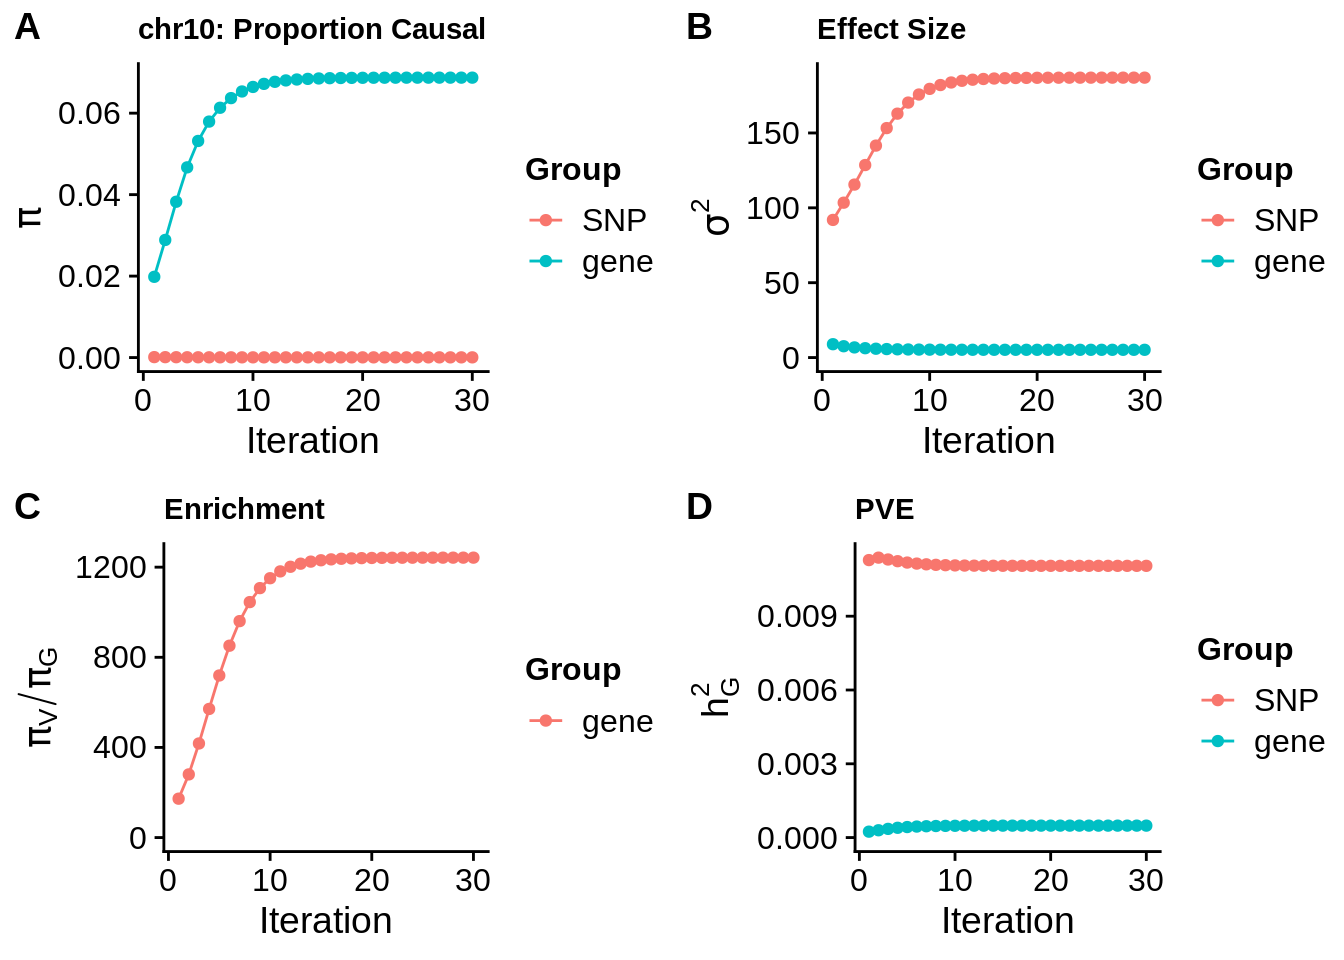 A
chr10: Proportion Causal
π
0.06
0.04
0.02
0.00
0 10 20 30
Iteration
Group
SNP
gene
B
Effect Size
σ²
150
100
50
0
0 10 20 30
Iteration
Group
SNP
gene
C
Enrichment
π_V/π_G
1200
800
400
0
0 10 20 30
Iteration
Group
gene
D
PVE
h²_G
0.009
0.006
0.003
0.000
0 10 20 30
Iteration
Group
SNP
gene